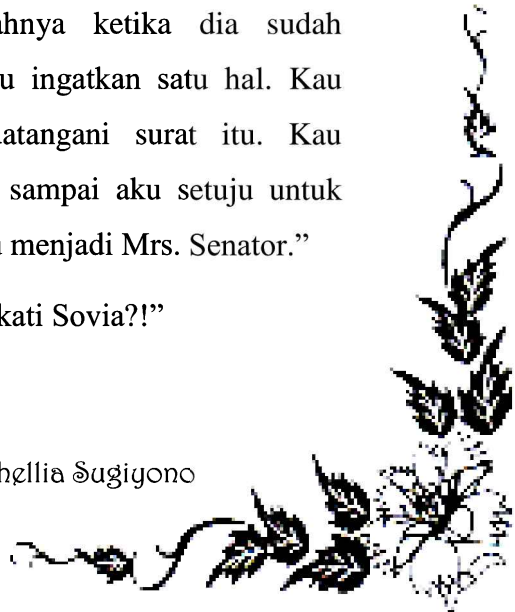 ahnya ketika dia sudah
u ingatkan satu hal. Kau
atangani surat itu. Kau
sampai aku setuju untuk
menjadi Mrs. Senator.”
kati Sovia?!”
hellia Sugiyono